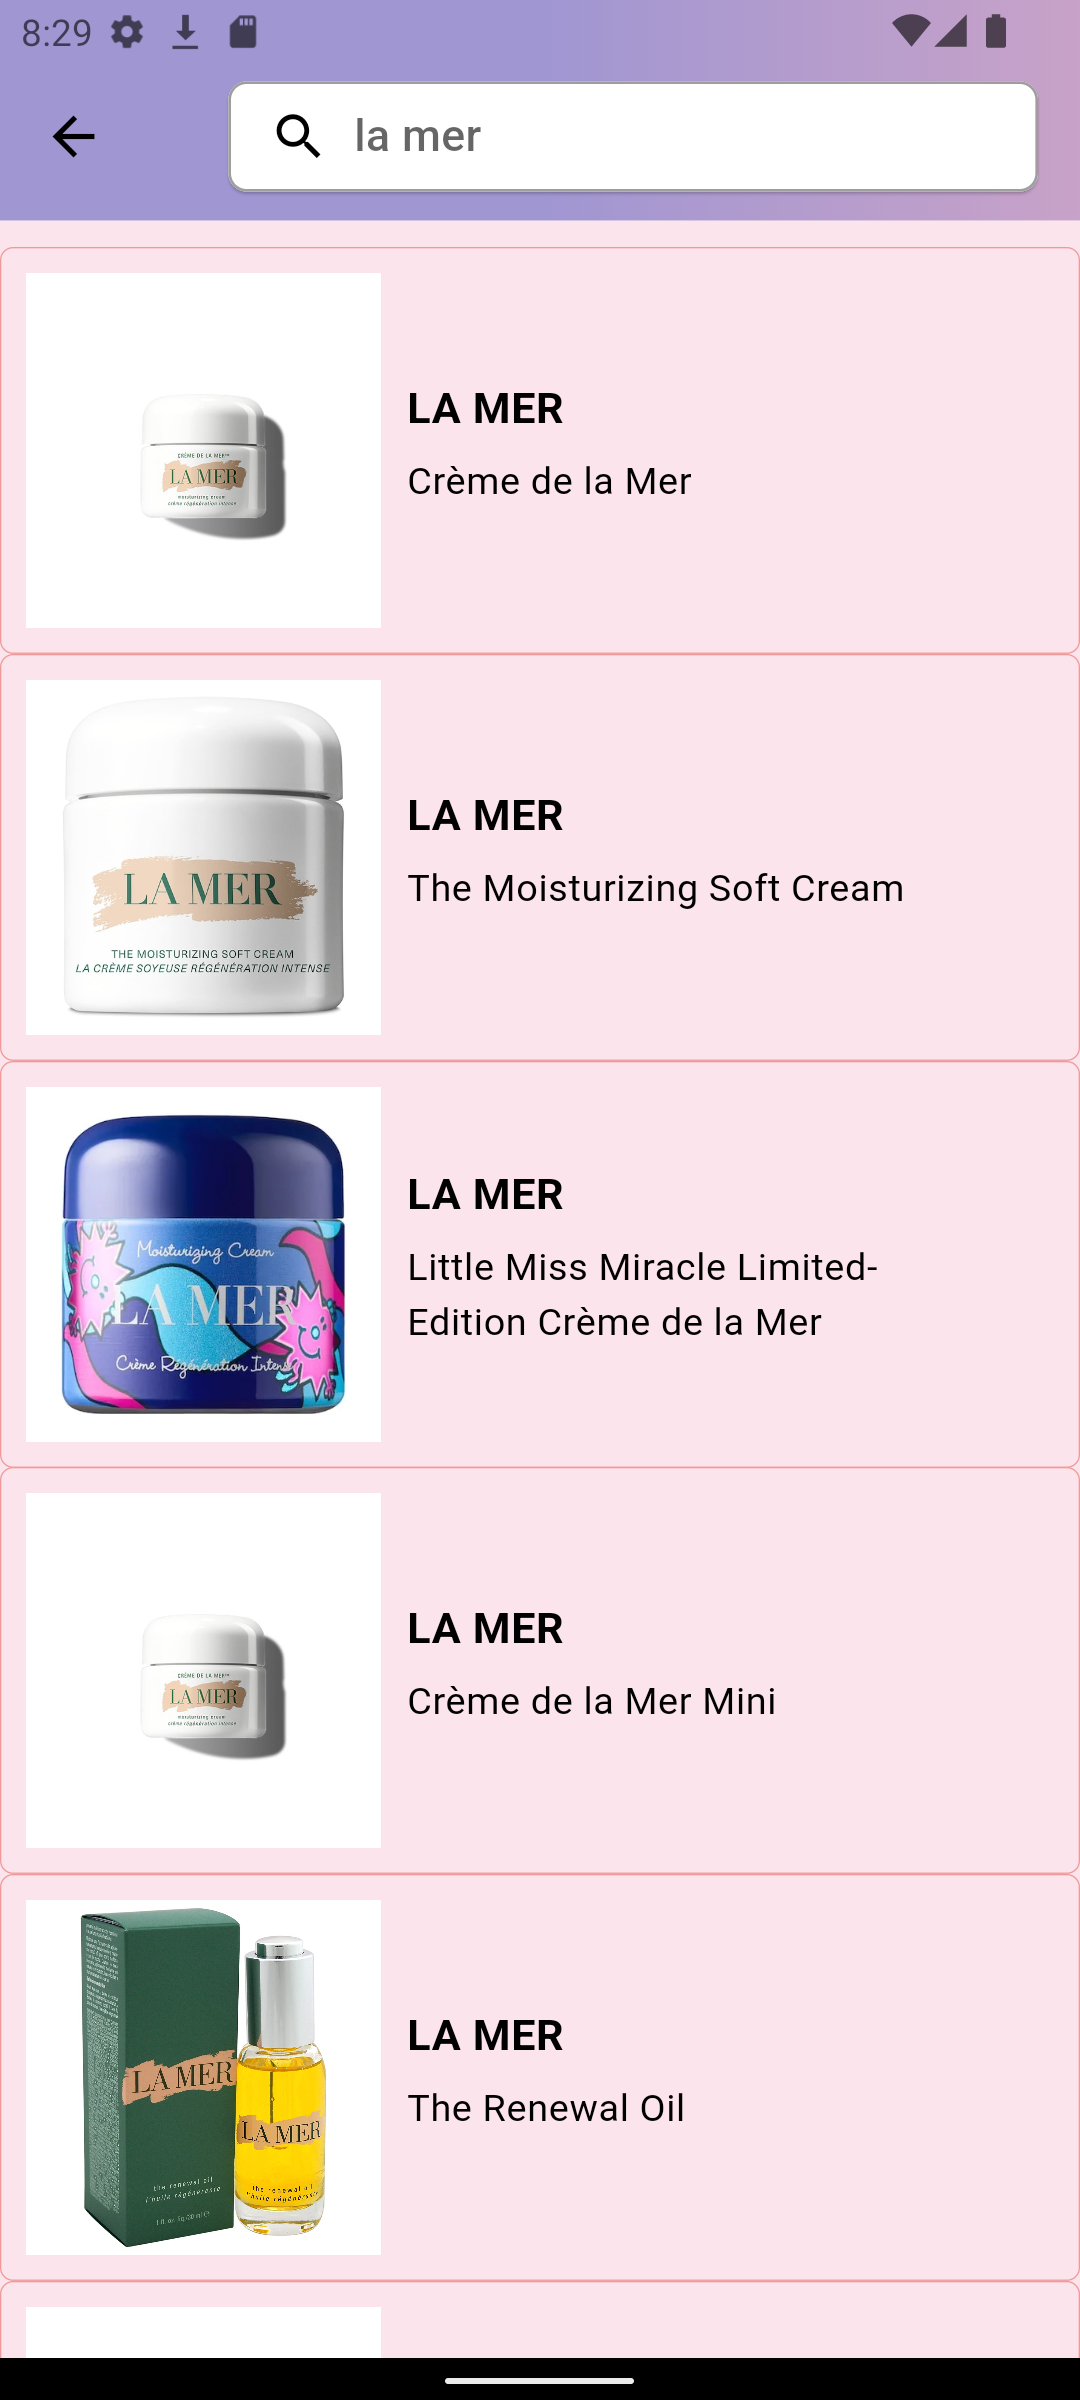 8:29
la mer
CRÈME DE LA MER™
LA MER
moisturizing cream
crème régénération intense
LA MER
Crème de la Mer
LA MER
THE MOISTURIZING SOFT CREAM
LA CRÈME SOYEUSE RÉGÉNÉRATION INTENSE
LA MER
The Moisturizing Soft Cream
Moisturizing Cream
LA MER
Crème Régénération Intense
LA MER
Little Miss Miracle Limited-
Edition Crème de la Mer
CRÈME DE LA MER™
LA MER
moisturizing cream
crème régénération intense
LA MER
Crème de la Mer Mini
LA MER
the renewal oil
l'huile régénérante
LA MER
the renewal oil
l'huile régénérante
LA MER
The Renewal Oil